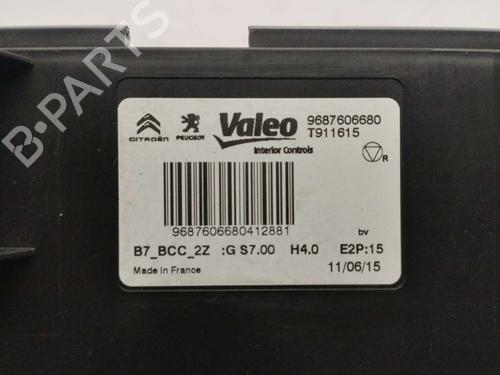 CITROËN PEUGEOT Valeo 9687606680
T911615
Interior Controls
R
9687606680412881
bv
B7_BCC_2Z :G S7.00 H4.0 E2P:15
Made in France 11/06/15
B-PARTS